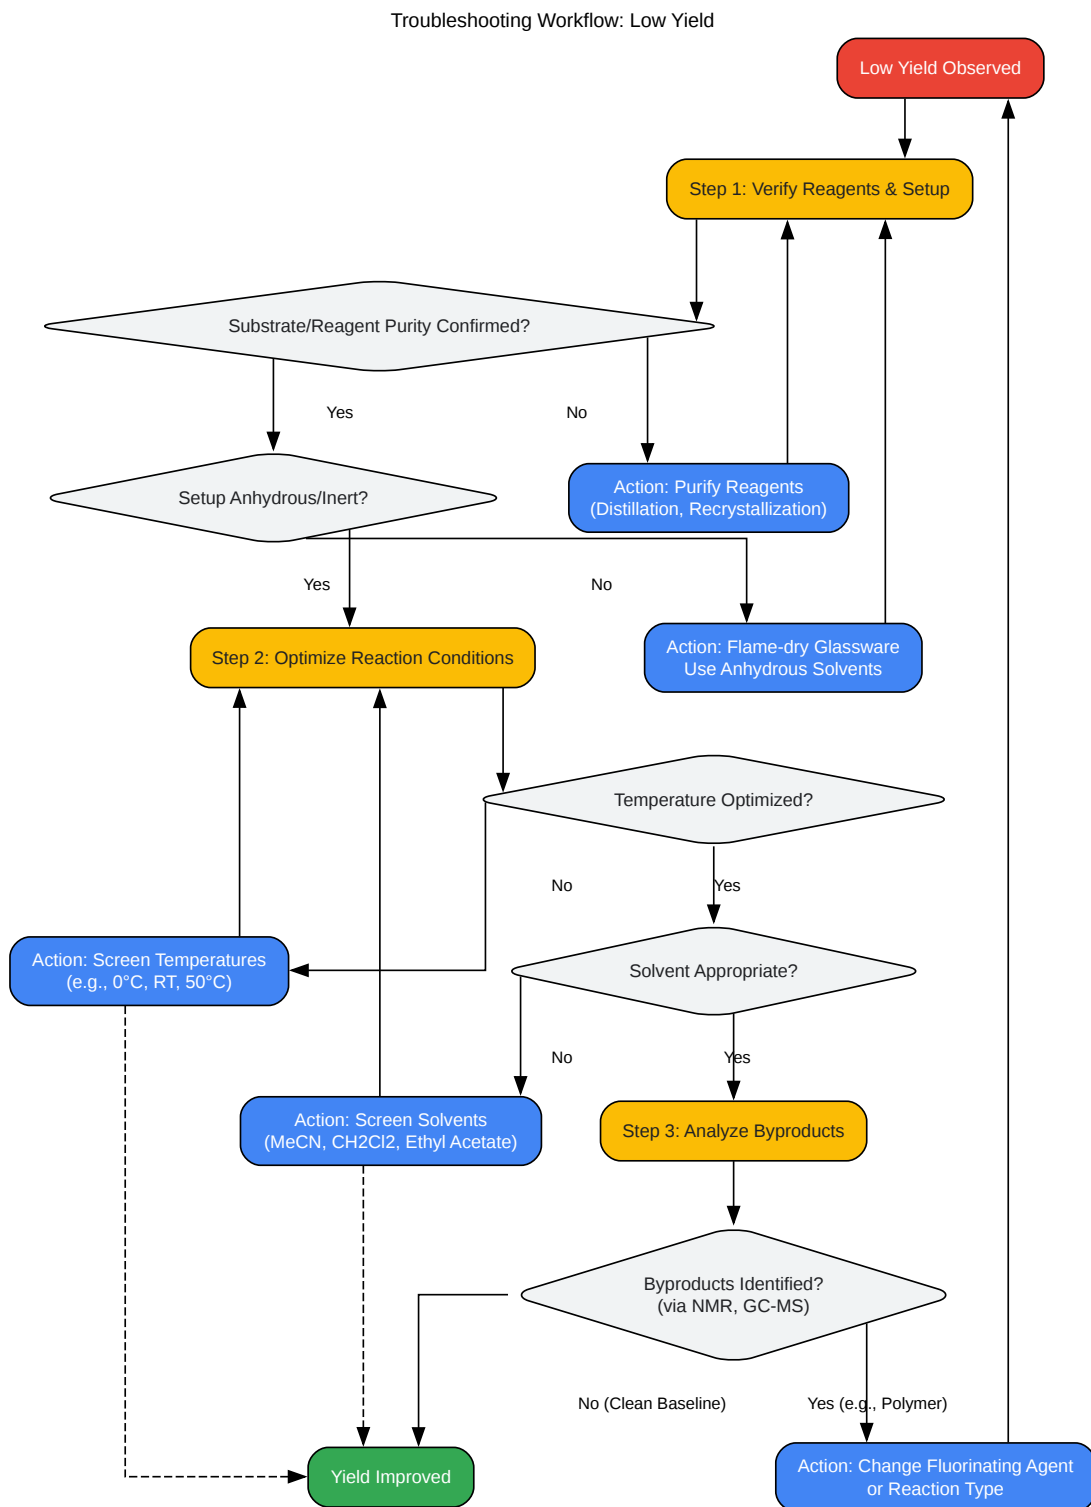 Troubleshooting Workflow: Low Yield
Low Yield Observed
Step 1: Verify Reagents & Setup
Substrate/Reagent Purity Confirmed?
Yes
No
Action: Purify Reagents
(Distillation, Recrystallization)
Setup Anhydrous/Inert?
Yes
No
Action: Flame-dry Glassware
Use Anhydrous Solvents
Step 2: Optimize Reaction Conditions
Temperature Optimized?
No
Yes
Action: Screen Temperatures
(e.g., 0°C, RT, 50°C)
Solvent Appropriate?
No
Yes
Action: Screen Solvents
(MeCN, CH2Cl2, Ethyl Acetate)
Step 3: Analyze Byproducts
Byproducts Identified?
(via NMR, GC-MS)
No (Clean Baseline)
Yes (e.g., Polymer)
Yield Improved
Action: Change Fluorinating Agent
or Reaction Type